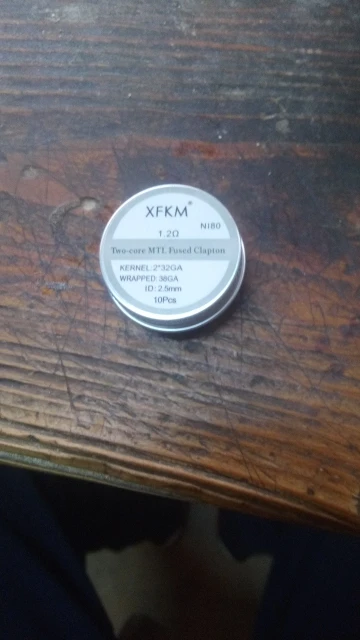 XFKM®
NI80
1.2Ω
Two-core MTL Fused Clapton
KERNEL:2*32GA
WRAPPED:38GA
ID: 2.5mm
10Pcs